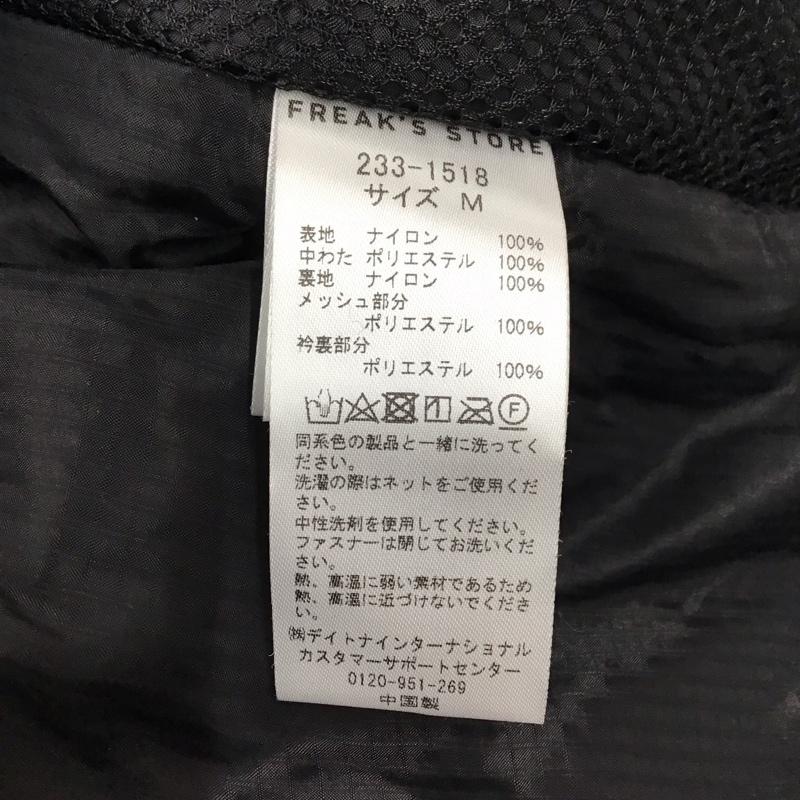 FREAK'S STORE
233-1518
サイズ M
表地 ナイロン 100%
中わた ポリエステル 100%
裏地 ナイロン 100%
メッシュ部分
ポリエステル 100%
衿裏部分
ポリエステル 100%
F
同系色の製品と一緒に洗ってく
ださい。
洗濯の際はネットをご使用くだ
さい。
中性洗剤を使用してください。
ファスナーは閉じてお洗いくだ
さい。
熱、高温に弱い素材であるため
熱、高温に近づけないでくださ
い。
㈱デイトナインターナショナル
カスタマーサポートセンター
0120-951-269
中国製